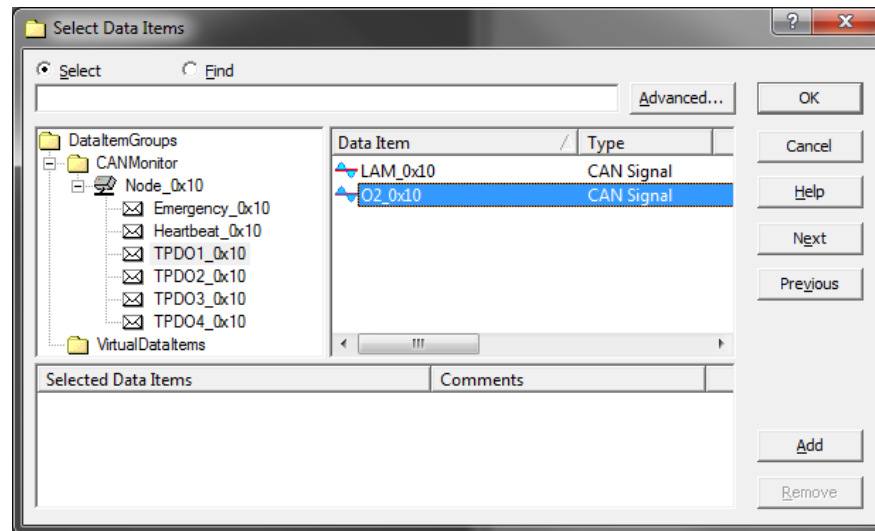 Select Data Items
?
X
Select Find
Advanced...
OK
Cancel
Help
Next
Previous
Add
Remove
DataItemGroups
CANMonitor
Node_0x10
Emergency_0x10
Heartbeat_0x10
TPDO1_0x10
TPDO2_0x10
TPDO3_0x10
TPDO4_0x10
VirtualDataItems
Data Item Type
LAM_0x10 CAN Signal
O2_0x10 CAN Signal
Selected Data Items Comments